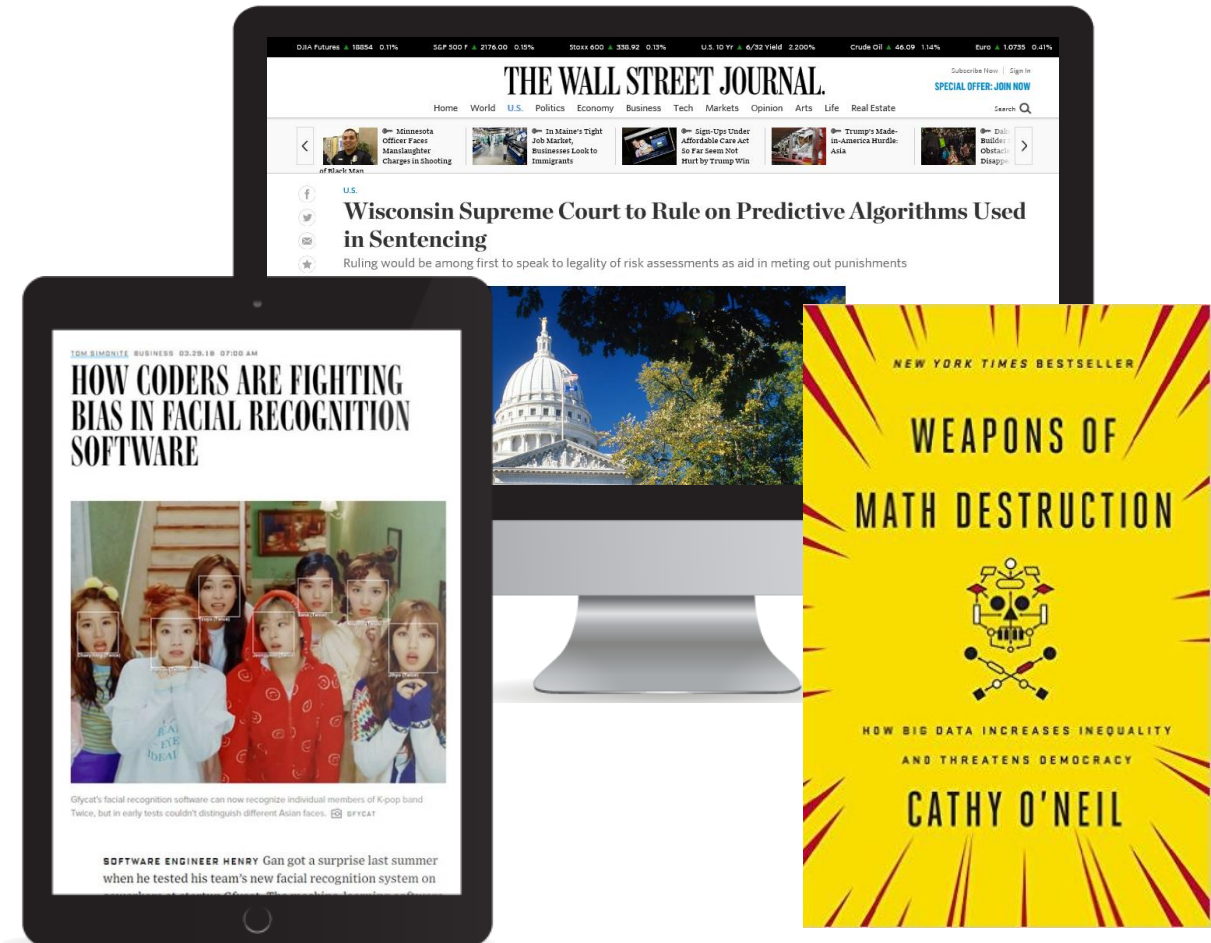 DJIA Futures ▲ 18854 0.11% S&P 500 F ▲ 2176.00 0.15% Stoxx 600 ▲ 338.92 0.13% U.S. 10 Yr ▲ 6/32 Yield 2.200% Crude Oil ▲ 46.09 1.14% Euro ▲ 1.0735 0.41%
THE WALL STREET JOURNAL.
Subscribe Now | Sign In
SPECIAL OFFER: JOIN NOW
Home World U.S. Politics Economy Business Tech Markets Opinion Arts Life Real Estate
Search
Minnesota
Officer Faces
Manslaughter
Charges in Shooting
of Black Man
In Maine's Tight
Job Market,
Businesses Look to
Immigrants
Sign-Ups Under
Affordable Care Act
So Far Seem Not
Hurt by Trump Win
Trump's Made-
in-America Hurdle:
Asia
Builder
Obstac
Disappe
U.S.
Wisconsin Supreme Court to Rule on Predictive Algorithms Used
in Sentencing
Ruling would be among first to speak to legality of risk assessments as aid in meting out punishments
TOM SIMONITE BUSINESS 03.29.18 07:00 AM
HOW CODERS ARE FIGHTING
BIAS IN FACIAL RECOGNITION
SOFTWARE
Gfycat's facial recognition software can now recognize individual members of K-pop band
Twice, but in early tests couldn't distinguish different Asian faces. GFYCAT
SOFTWARE ENGINEER HENRY Gan got a surprise last summer
when he tested his team's new facial recognition system on
NEW YORK TIMES BESTSELLER
WEAPONS OF
MATH DESTRUCTION
HOW BIG DATA INCREASES INEQUALITY
AND THREATENS DEMOCRACY
CATHY O'NEIL